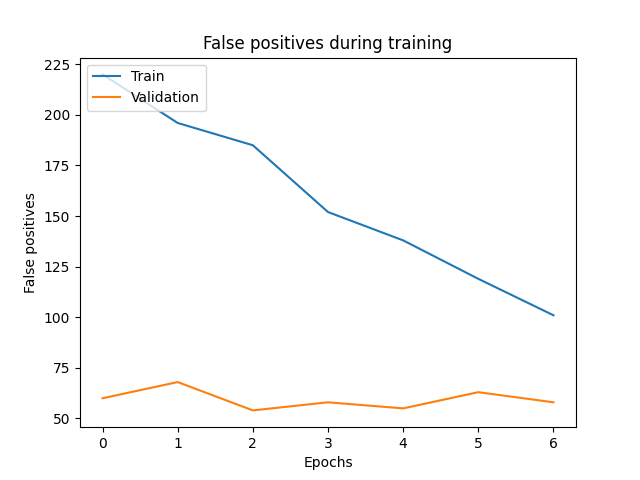 False positives during training
225
200
175
150
125
100
75
50
False positives
Train
Validation
0 1 2 3 4 5 6
Epochs